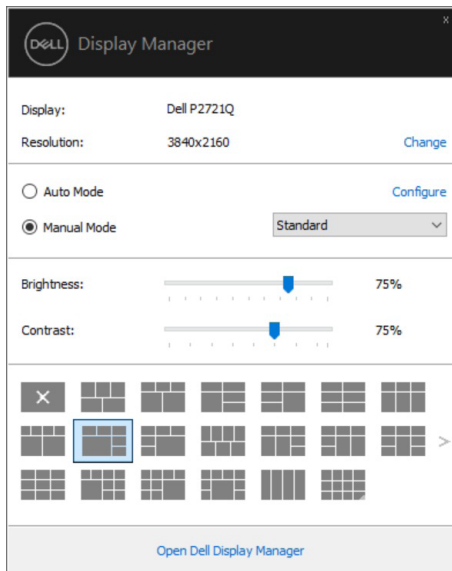 x
DELL Display Manager
Display: Dell P2721Q
Resolution: 3840x2160 Change
Auto Mode Configure
Manual Mode Standard
Brightness: 75%
Contrast: 75%
Open Dell Display Manager